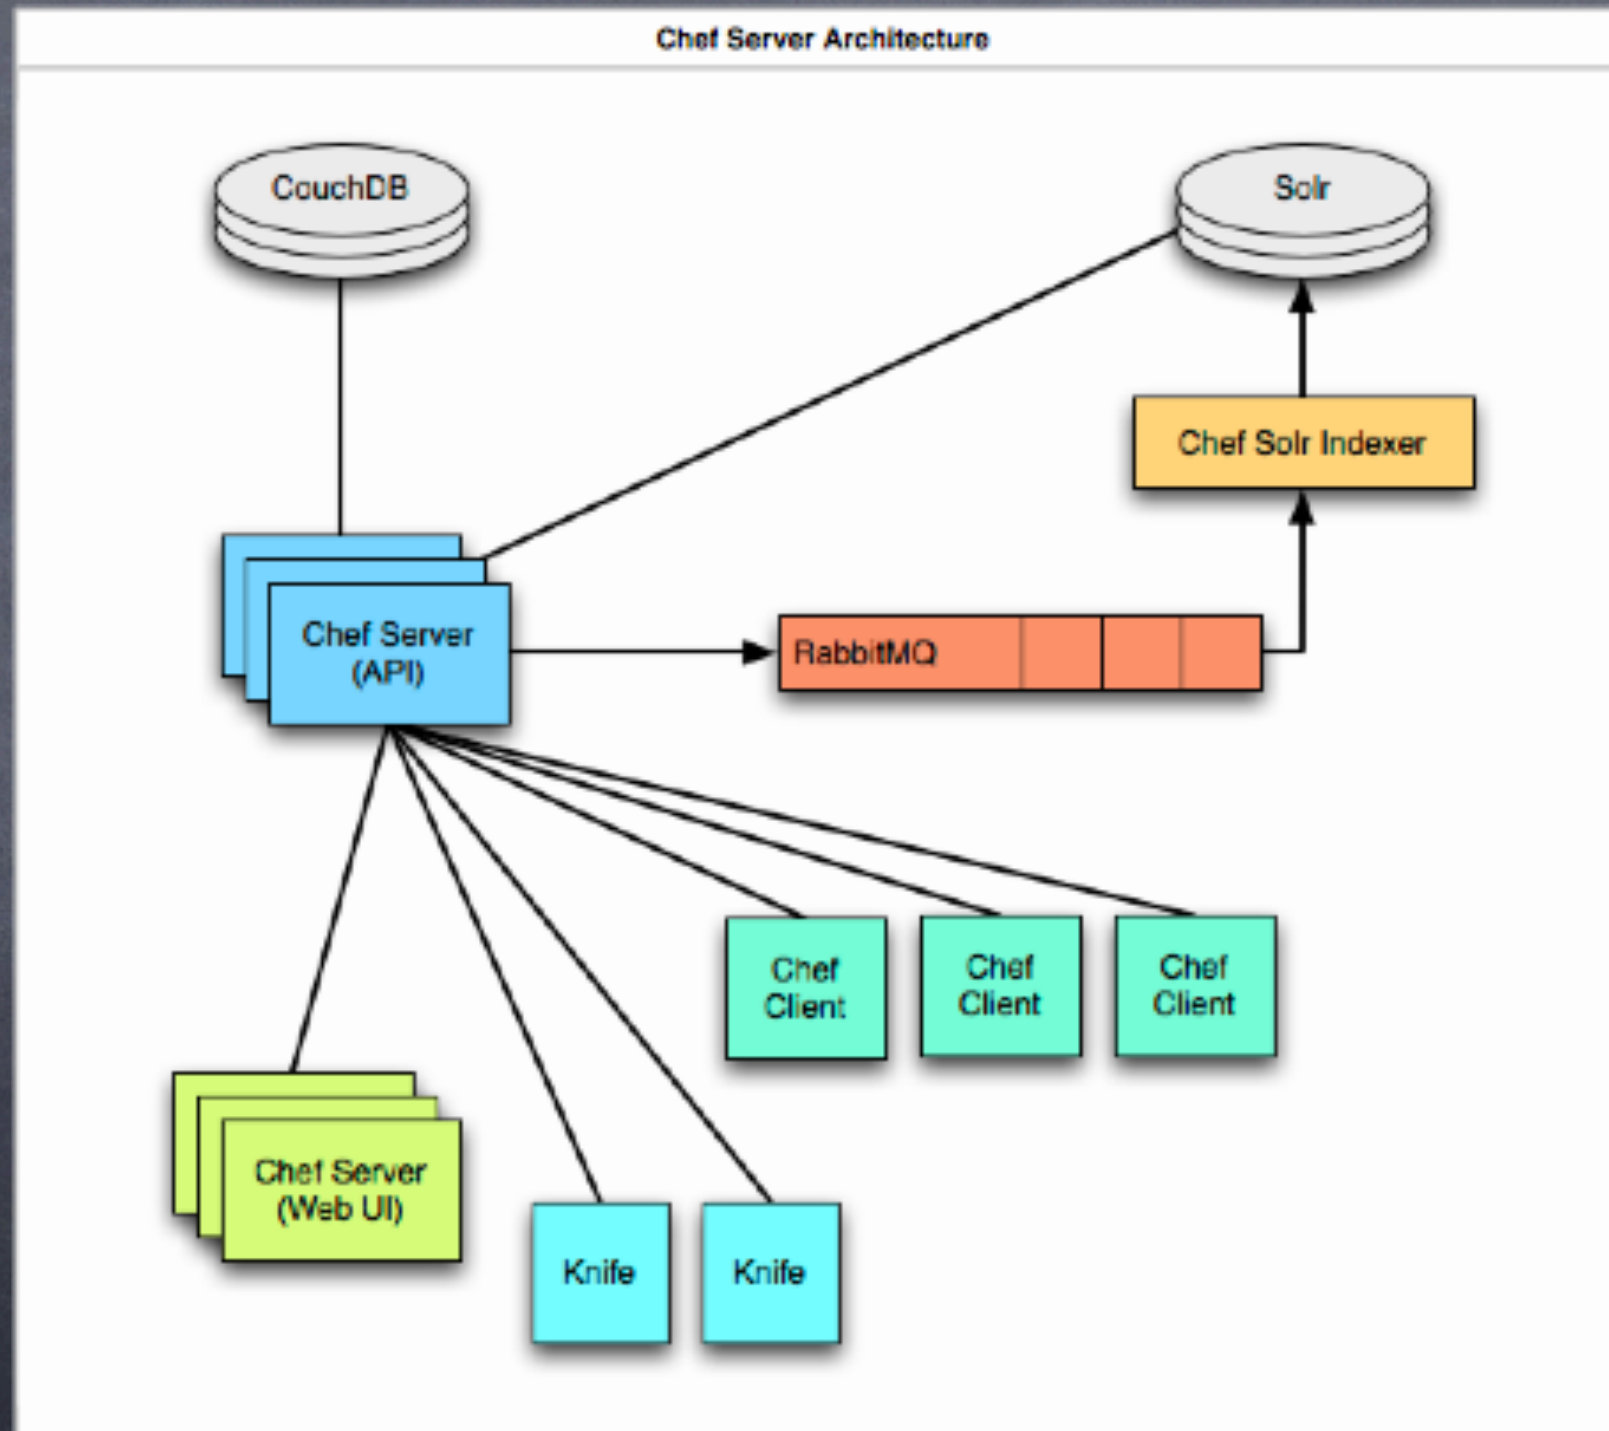 Chef Server Architecture
CouchDB
Solr
Chef Solr Indexer
Chef Server
(API)
RabbitMQ
Chef
Client
Chef
Client
Chef
Client
Chef Server
(Web UI)
Knife
Knife